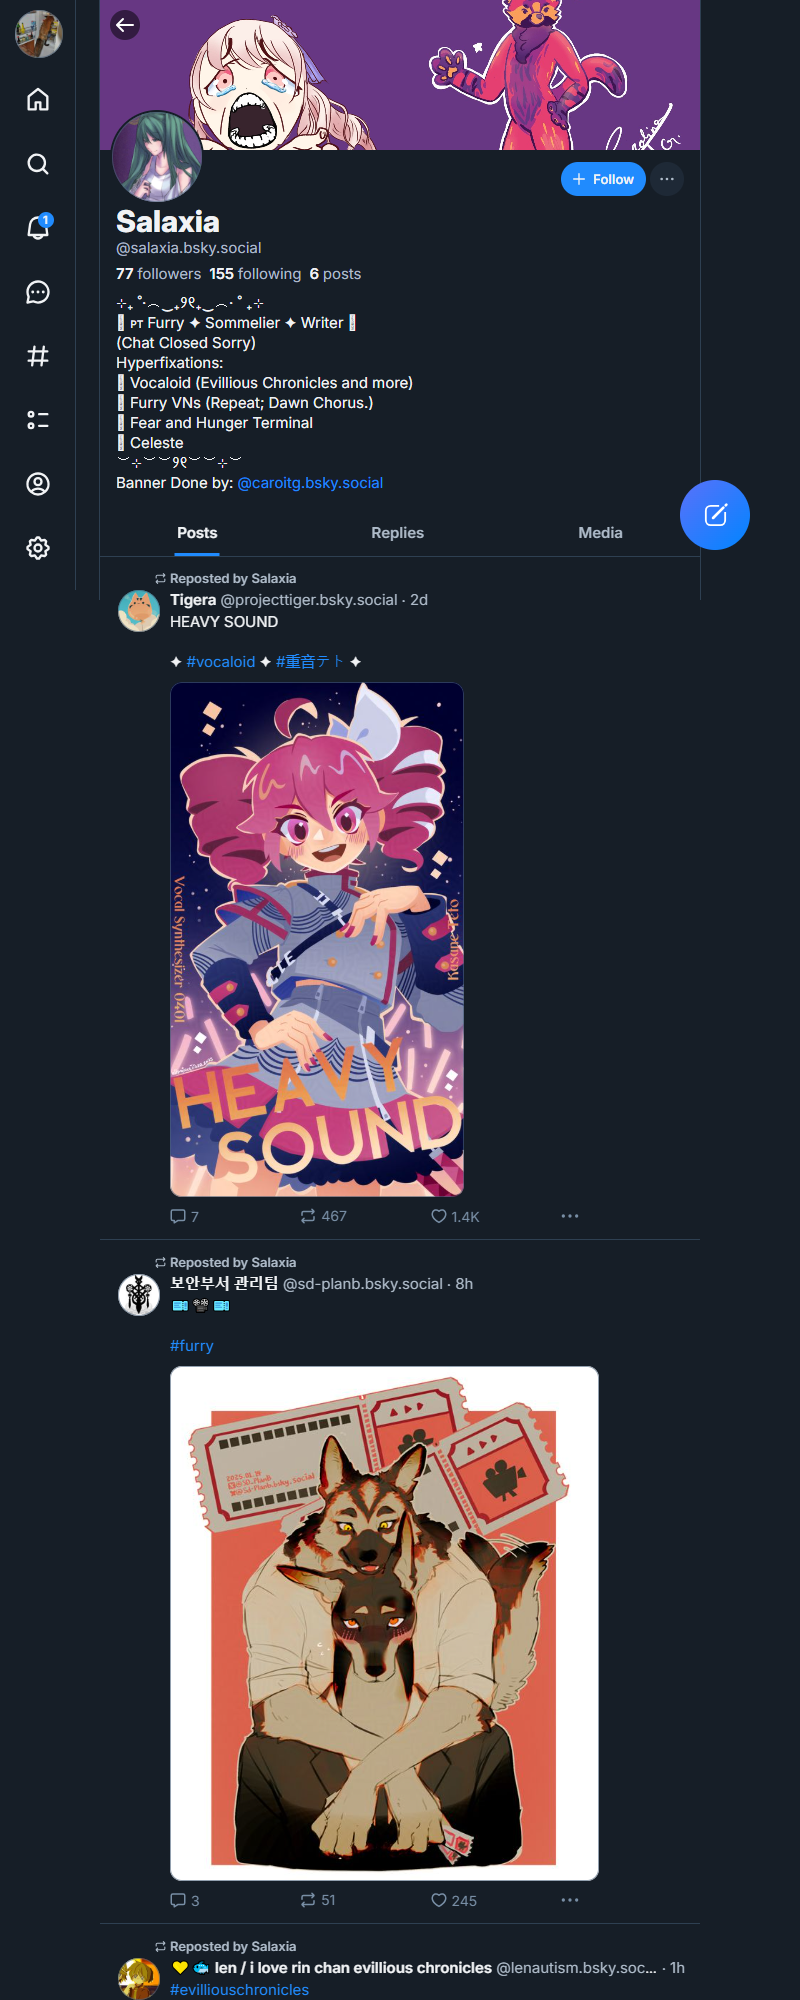 1
Follow
Salaxia
@salaxia.bsky.social
77 followers 155 following 6 posts
PT Furry ✦ Sommelier ✦ Writer
(Chat Closed Sorry)
Hyperfixations:
Vocaloid (Evillious Chronicles and more)
Furry VNs (Repeat; Dawn Chorus.)
Fear and Hunger Terminal
Celeste
Banner Done by: @caroitg.bsky.social
Posts Replies Media
Reposted by Salaxia
Tigera @projecttiger.bsky.social · 2d
HEAVY SOUND
✦ #vocaloid ✦ #重音テト ✦
Vocal Synthesizer 0401
Kasane Teto
HEAVY
SOUND
7 467 1.4K
Reposted by Salaxia
보안부서 관리팀 @sd-planb.bsky.social · 8h
#furry
@SD_PlanB
@sd-planb.bsky.social
3 51 245
Reposted by Salaxia
len / i love rin chan evillious chronicles @lenautism.bsky.soc... · 1h
#evilliouschronicles